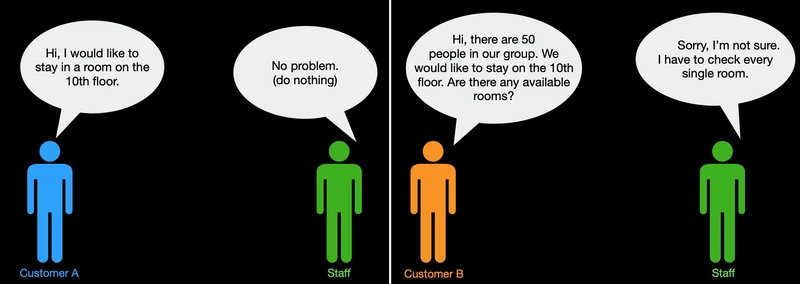 Hi, I would like to
stay in a room on the
10th floor.
No problem.
(do nothing)
Customer A
Staff
Hi, there are 50
people in our group. We
would like to stay on the 10th
floor. Are there any available
rooms?
Sorry, I'm not sure.
I have to check every
single room.
Customer B
Staff